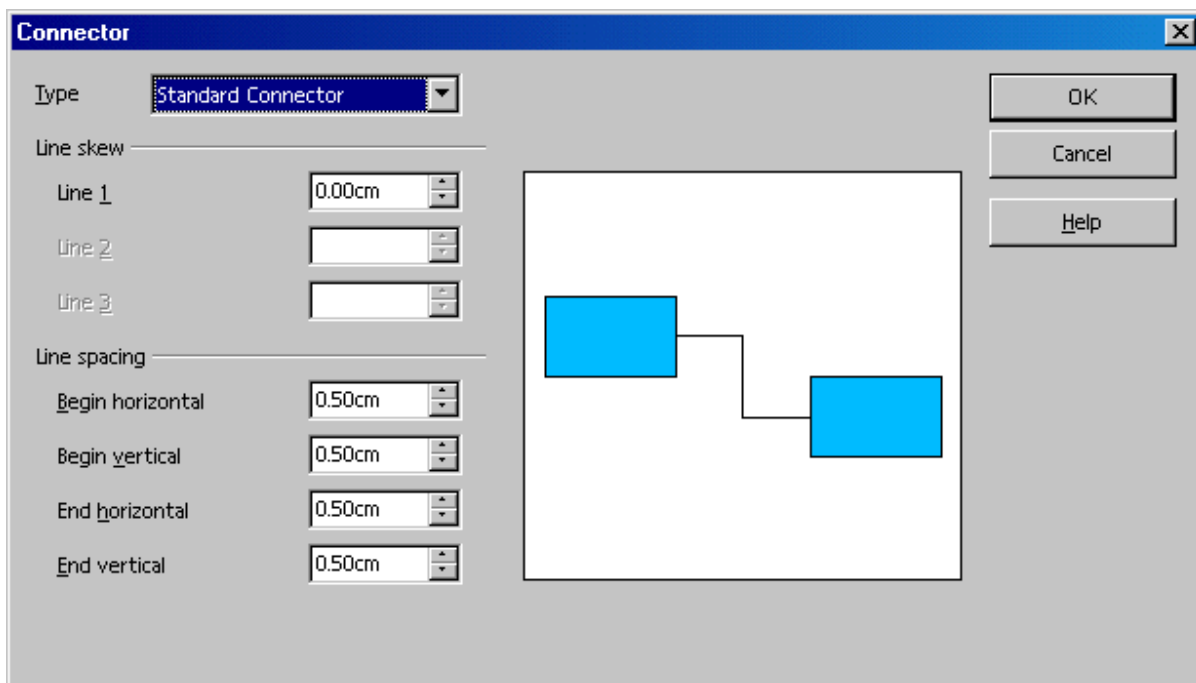 Connector
Type Standard Connector
OK
Cancel
Help
Line skew
Line 1 0.00cm
Line 2
Line 3
Line spacing
Begin horizontal 0.50cm
Begin vertical 0.50cm
End horizontal 0.50cm
End vertical 0.50cm